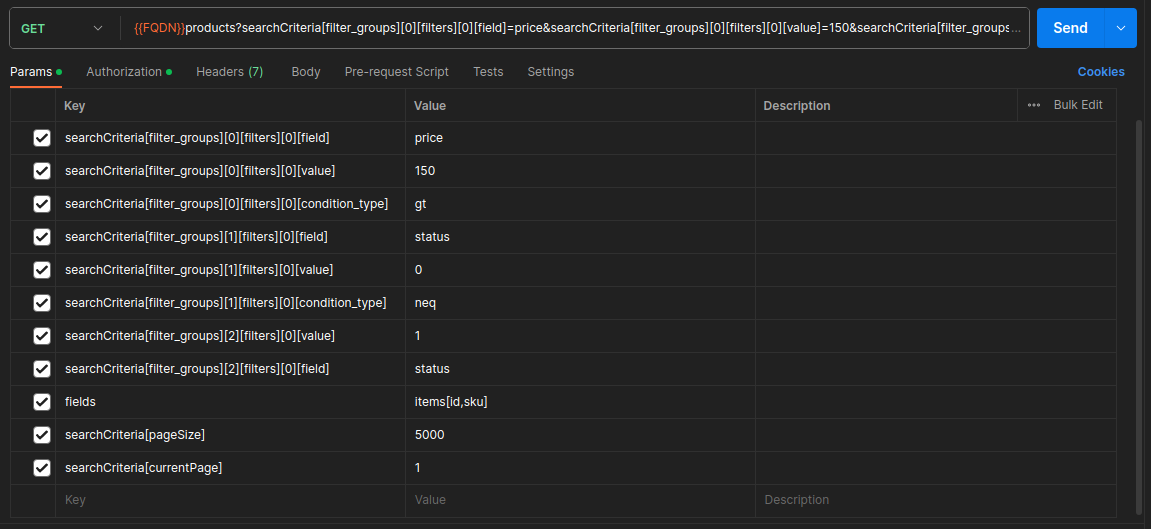 GET {{FQDN}}products?searchCriteria[filter_groups][0][filters][0][field]=price&searchCriteria[filter_groups][0][filters][0][value]=150&searchCriteria[filter_groups... Send
Params Authorization Headers (7) Body Pre-request Script Tests Settings Cookies
Key Value Description ••• Bulk Edit
searchCriteria[filter_groups][0][filters][0][field] price
searchCriteria[filter_groups][0][filters][0][value] 150
searchCriteria[filter_groups][0][filters][0][condition_type] gt
searchCriteria[filter_groups][1][filters][0][field] status
searchCriteria[filter_groups][1][filters][0][value] 0
searchCriteria[filter_groups][1][filters][0][condition_type] neq
searchCriteria[filter_groups][2][filters][0][value] 1
searchCriteria[filter_groups][2][filters][0][field] status
fields items[id,sku]
searchCriteria[pageSize] 5000
searchCriteria[currentPage] 1
Key Value Description